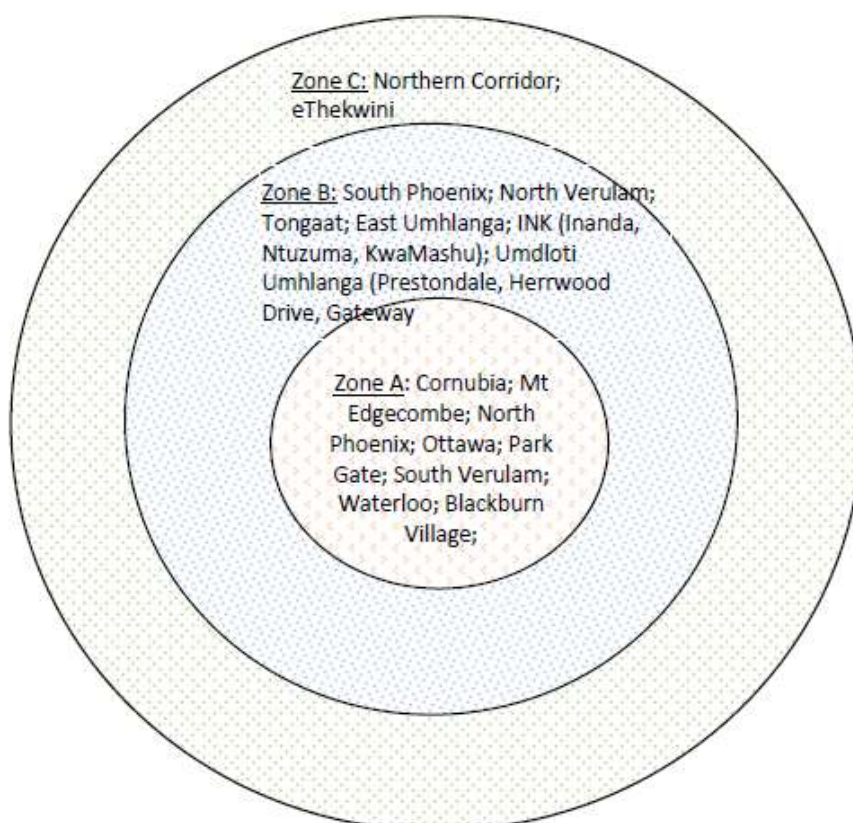 Zone C: Northern Corridor;
eThekwini
Zone B: South Phoenix; North Verulam;
Tongaat; East Umhlanga; INK (Inanda,
Ntuzuma, KwaMashu); Umdloti
Umhlanga (Prestondale, Herrwood
Drive, Gateway
Zone A: Cornubia; Mt
Edgecombe; North
Phoenix; Ottawa; Park
Gate; South Verulam;
Waterloo; Blackburn
Village;